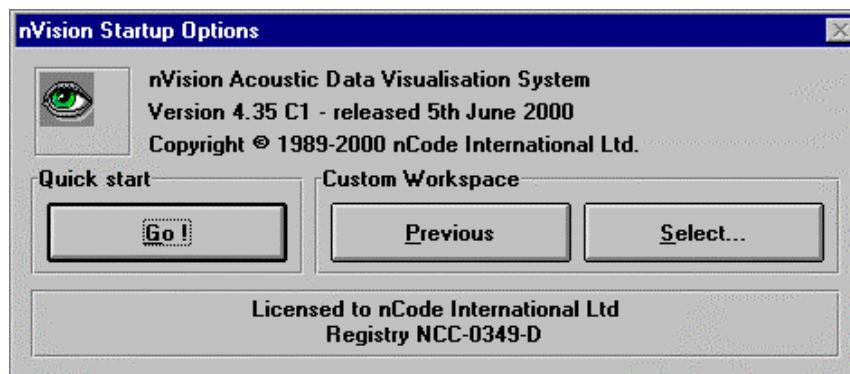 nVision Startup Options
nVision Acoustic Data Visualisation System
Version 4.35 C1 - released 5th June 2000
Copyright © 1989-2000 nCode International Ltd.
Quick start
Custom Workspace
Go !
Previous
Select...
Licensed to nCode International Ltd
Registry NCC-0349-D